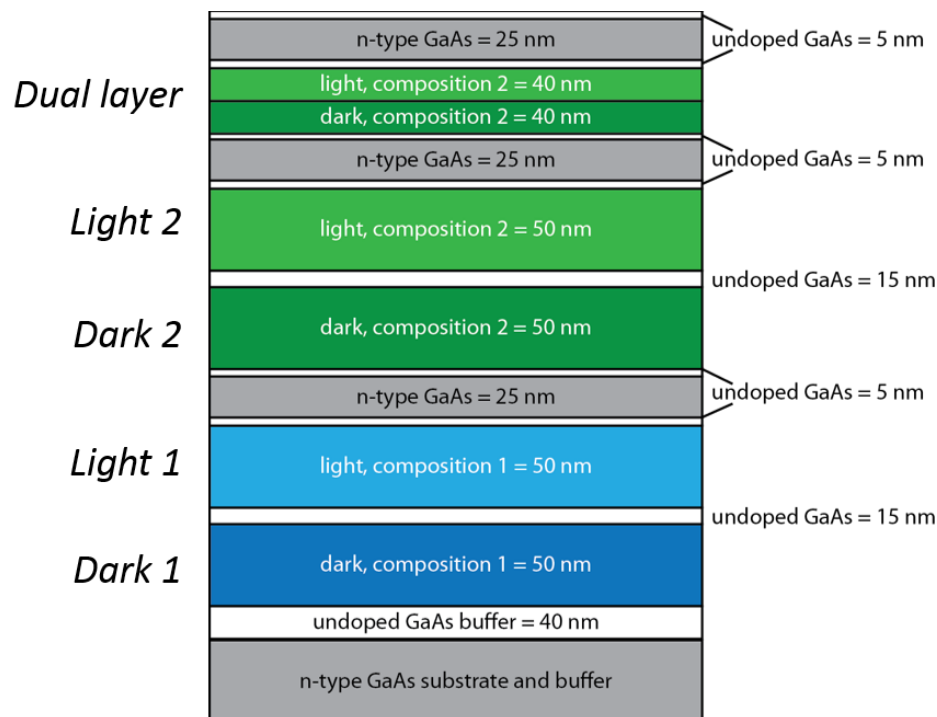 n-type GaAs = 25 nm
undoped GaAs = 5 nm
Dual layer
light, composition 2 = 40 nm
dark, composition 2 = 40 nm
n-type GaAs = 25 nm
undoped GaAs = 5 nm
Light 2
light, composition 2 = 50 nm
undoped GaAs = 15 nm
Dark 2
dark, composition 2 = 50 nm
n-type GaAs = 25 nm
undoped GaAs = 5 nm
Light 1
light, composition 1 = 50 nm
undoped GaAs = 15 nm
Dark 1
dark, composition 1 = 50 nm
undoped GaAs buffer = 40 nm
n-type GaAs substrate and buffer